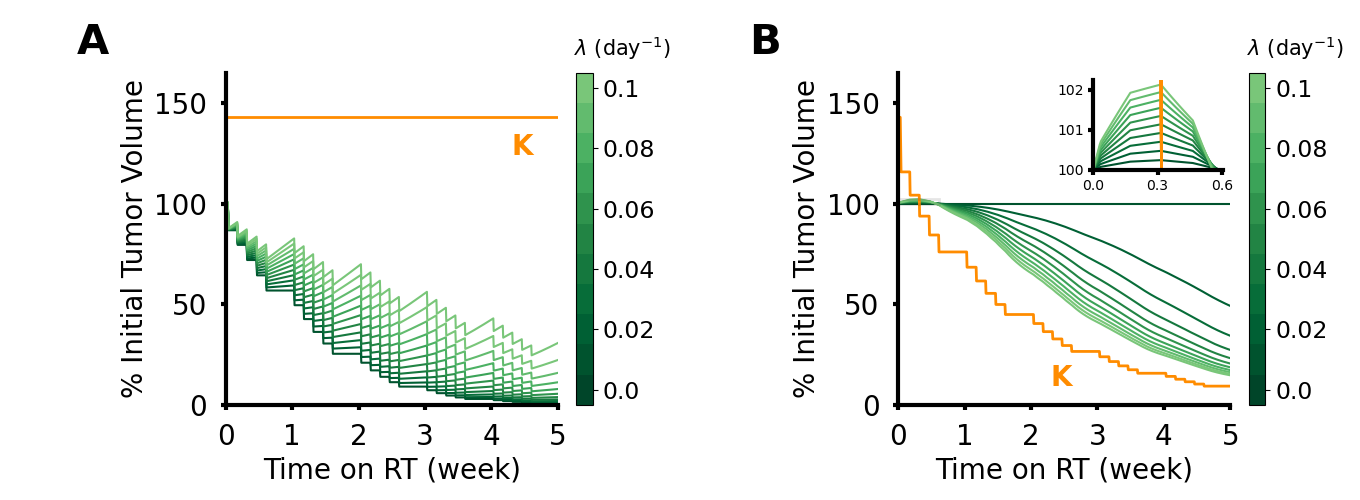 A
λ (day⁻¹)
% Initial Tumor Volume
150
100
50
0
K
0 1 2 3 4 5
Time on RT (week)
0.1
0.08
0.06
0.04
0.02
0.0
B
λ (day⁻¹)
% Initial Tumor Volume
150
100
50
0
102
101
100
0.0 0.3 0.6
K
0 1 2 3 4 5
Time on RT (week)
0.1
0.08
0.06
0.04
0.02
0.0